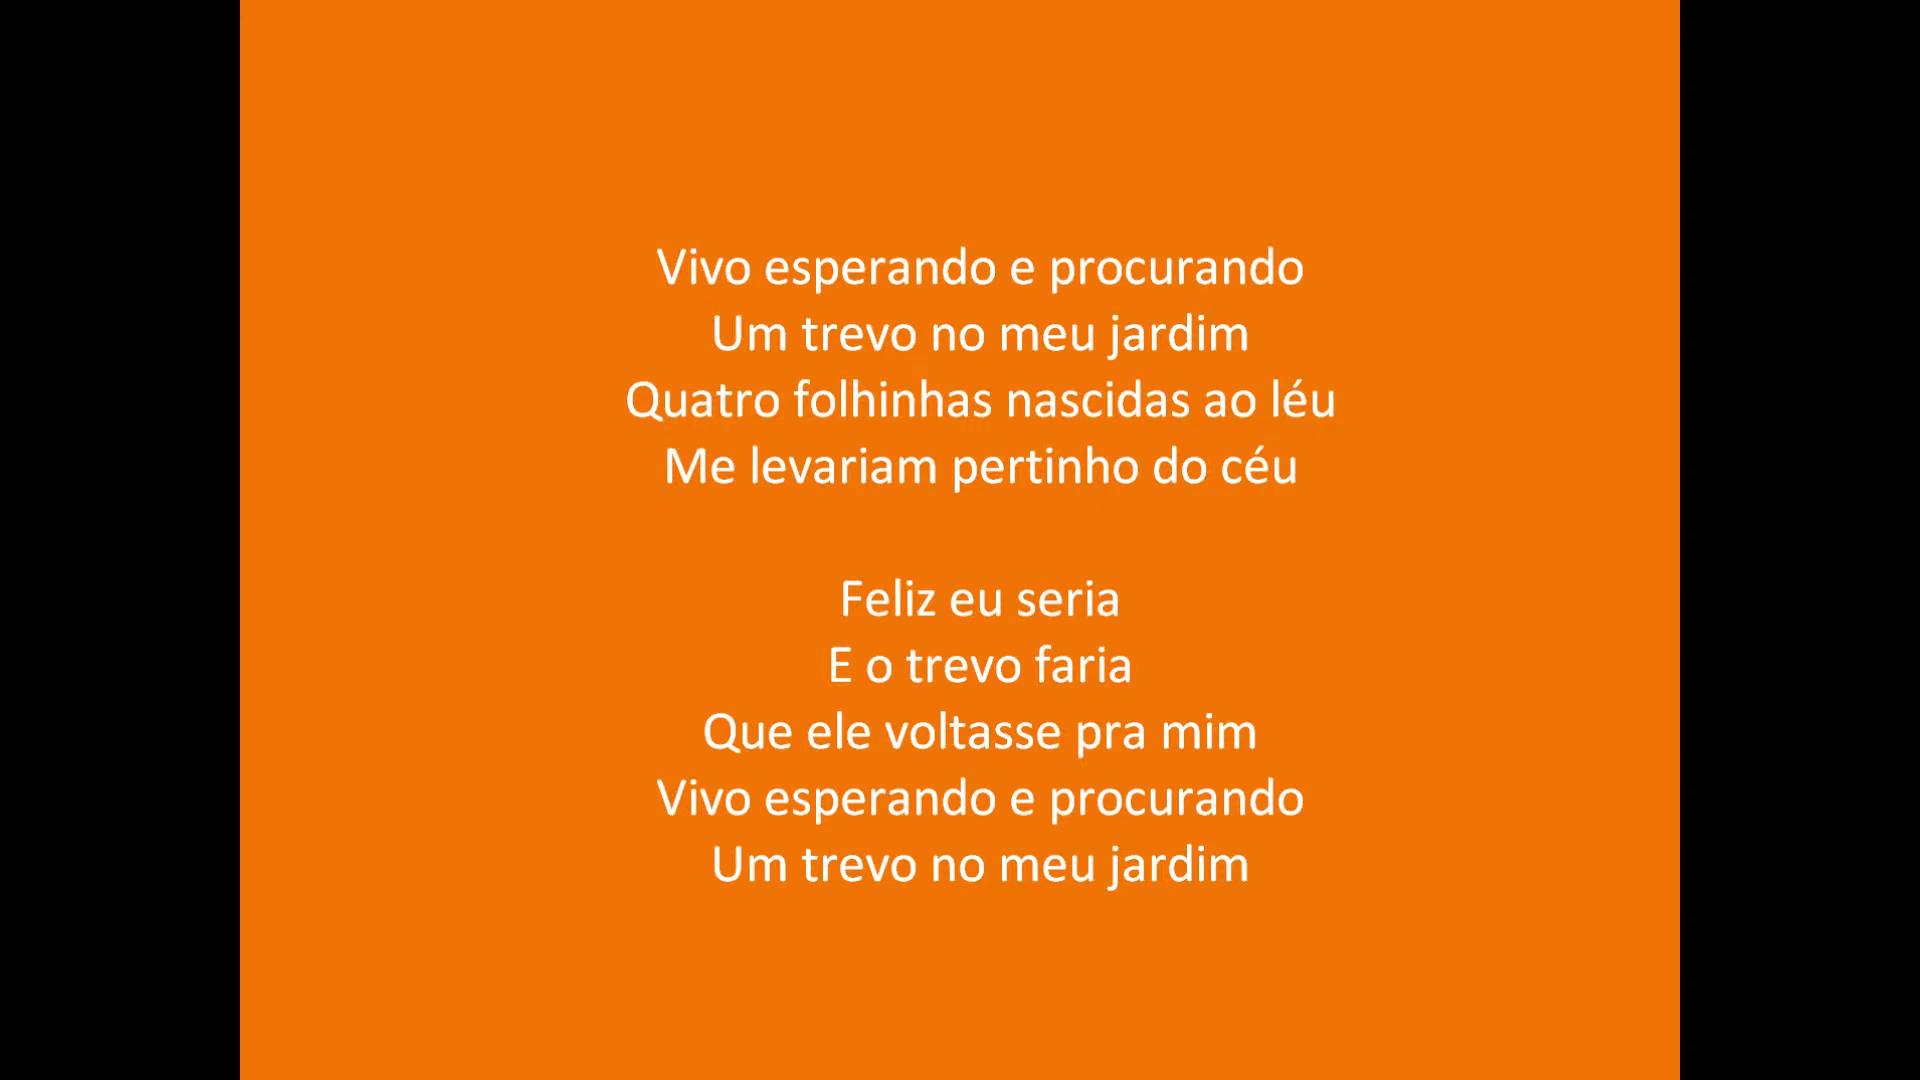 Vivo esperando e procurando
Um trevo no meu jardim
Quatro folhinhas nascidas ao léu
Me levariam pertinho do céu
Feliz eu seria
E o trevo faria
Que ele voltasse pra mim
Vivo esperando e procurando
Um trevo no meu jardim